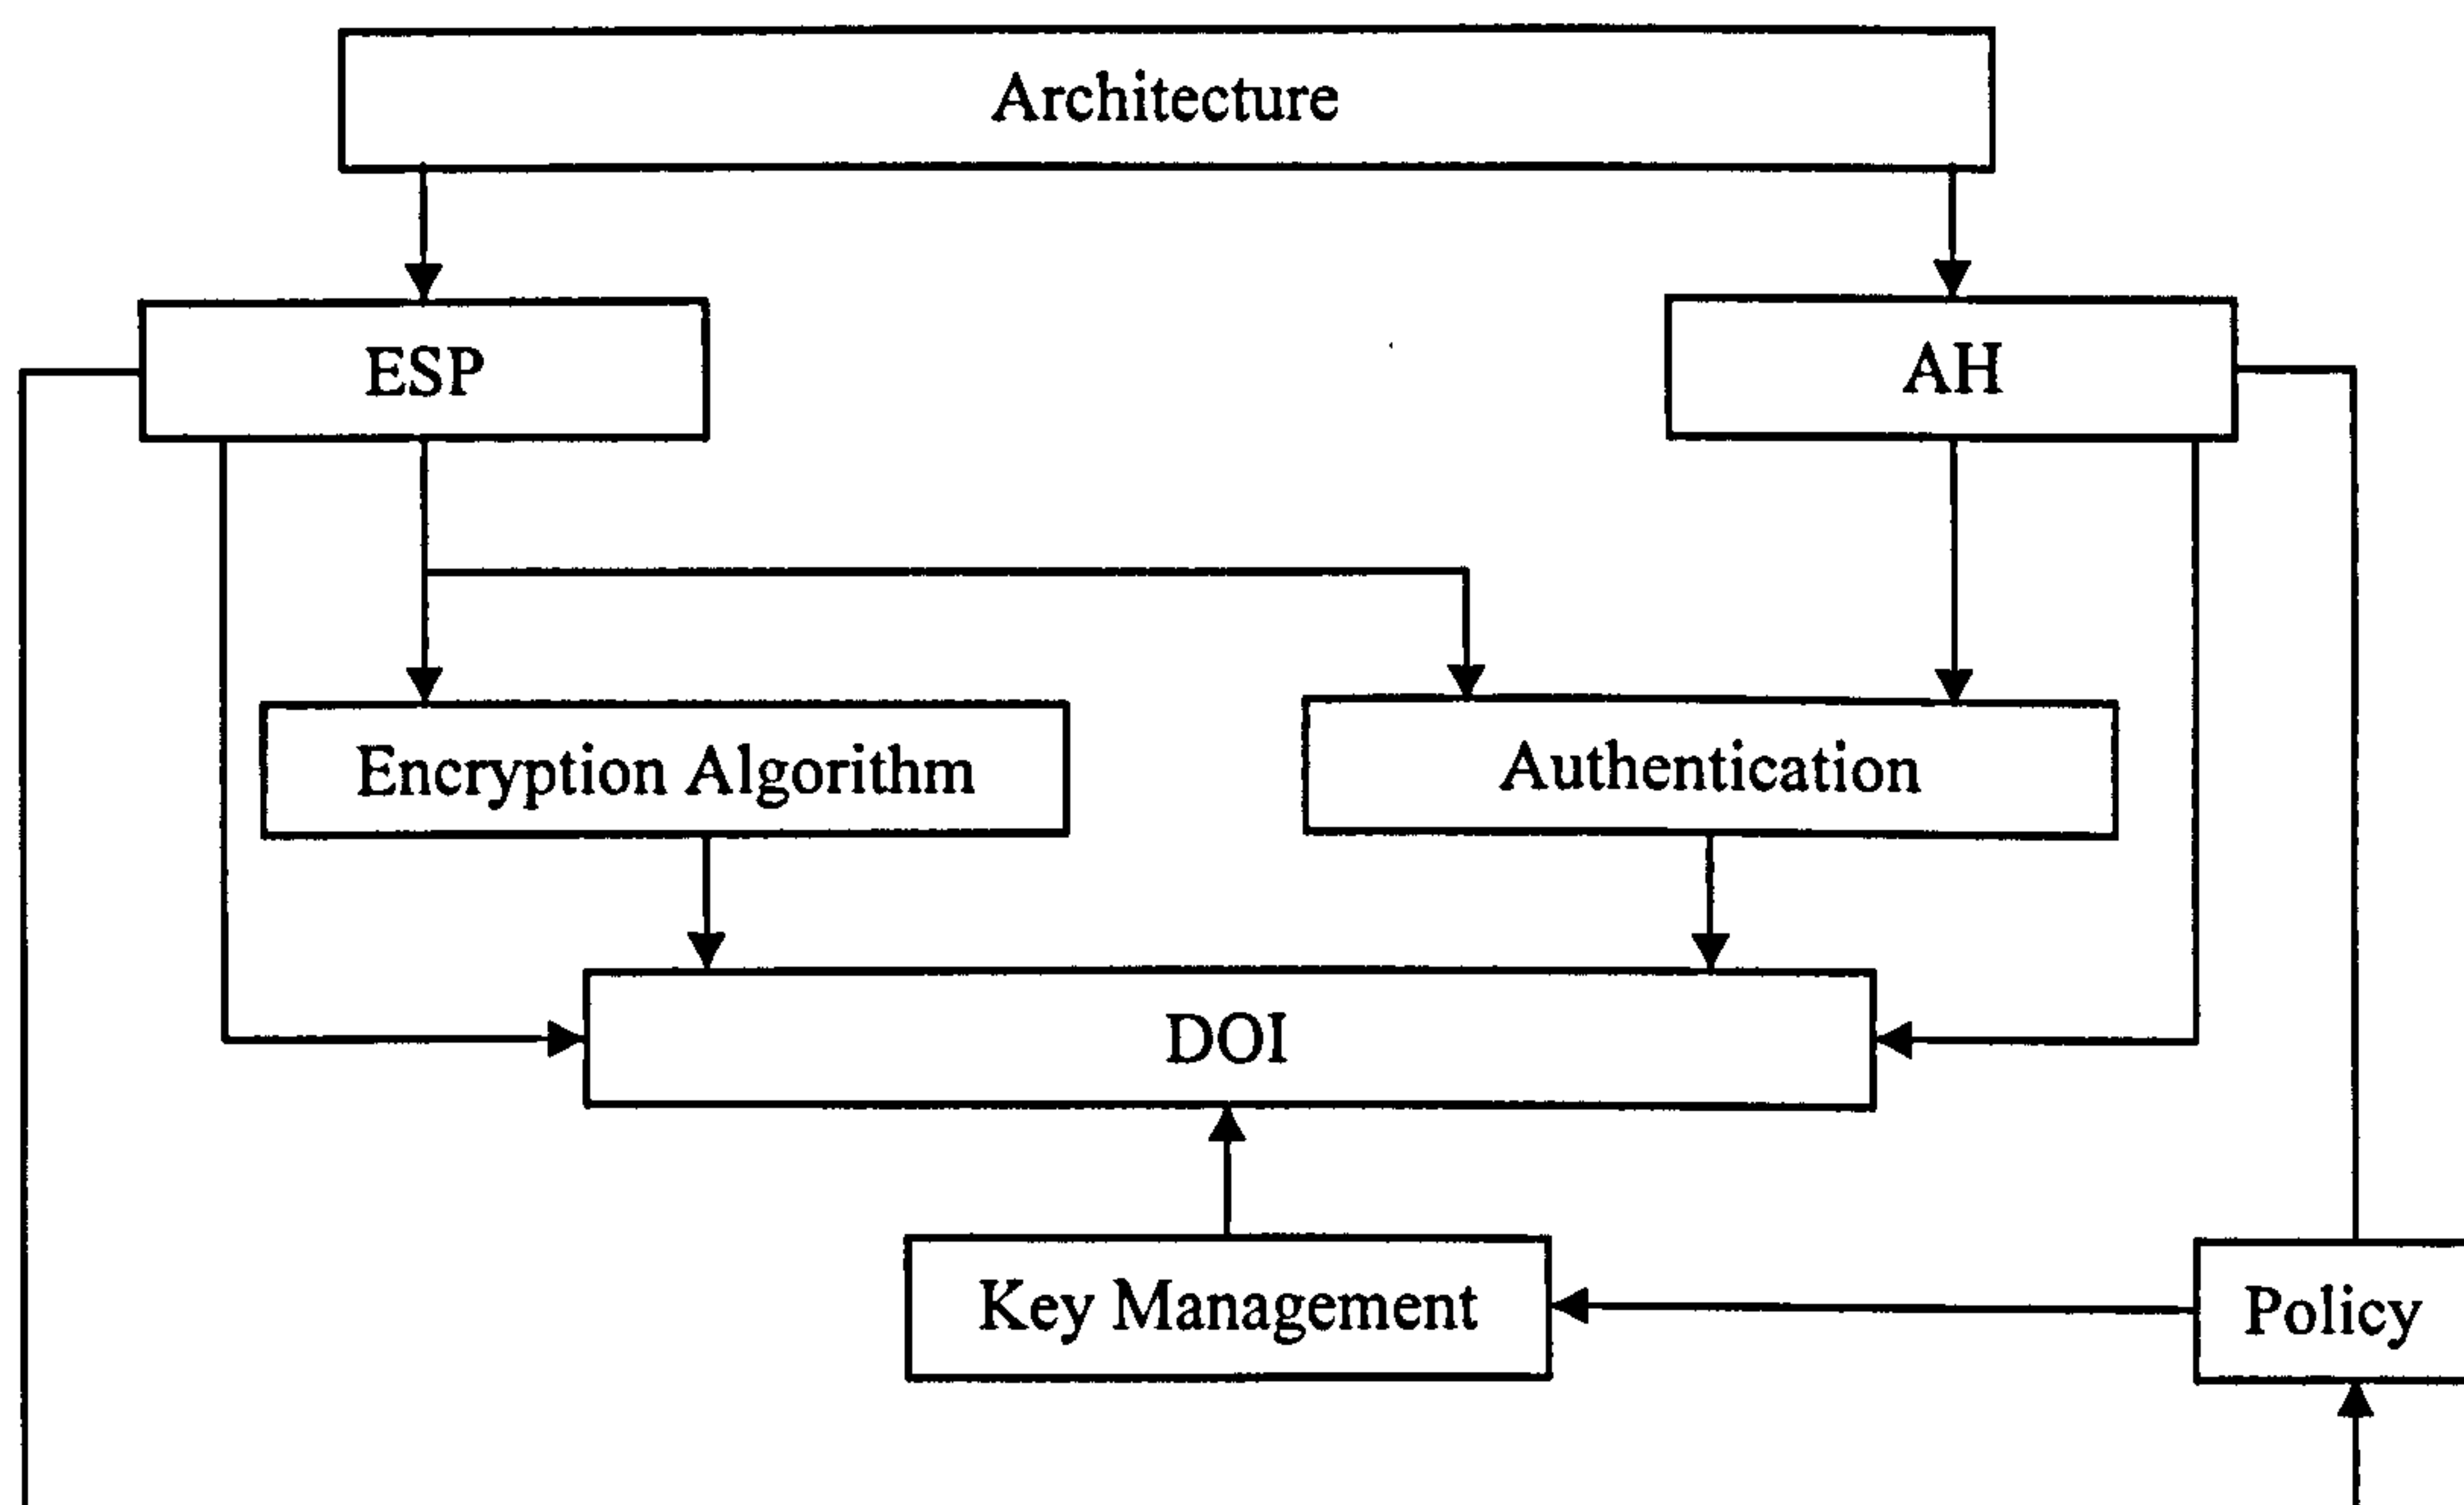 Architecture
ESP
AH
Encryption Algorithm
Authentication
DOI
Key Management
Policy